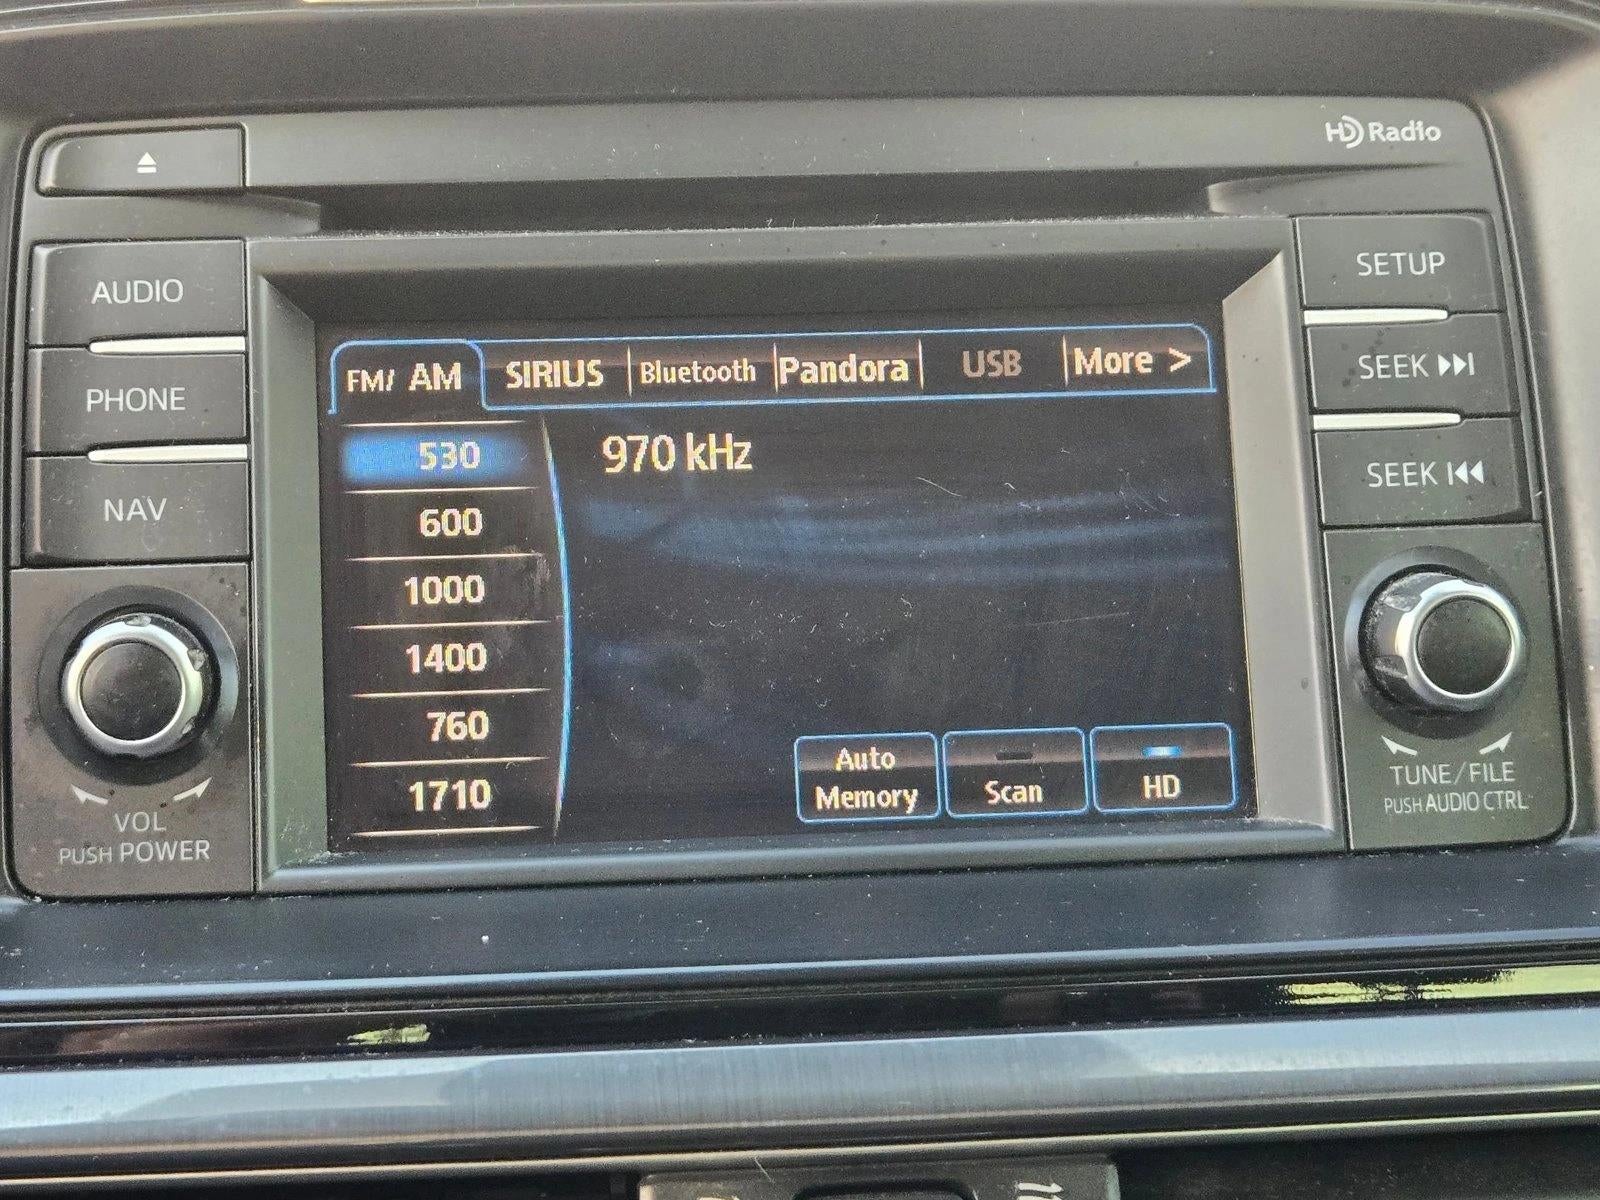 HD Radio
AUDIO
PHONE
NAV
VOL
PUSH POWER
FM/ AM
SIRIUS
Bluetooth
Pandora
USB
More >
530
600
1000
1400
760
1710
970 kHz
Auto
Memory
Scan
HD
SETUP
SEEK
SEEK
TUNE/FILE
PUSH AUDIO CTRL